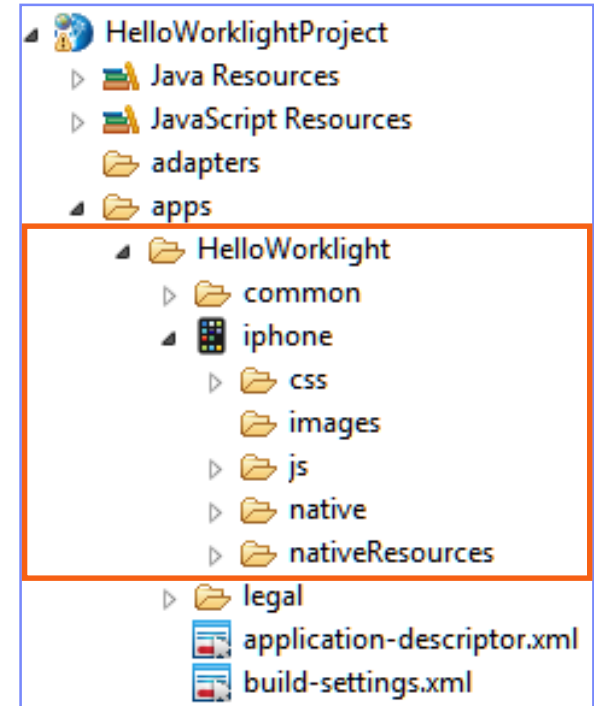 HelloWorklightProject
Java Resources
JavaScript Resources
adapters
apps
HelloWorklight
common
iphone
css
images
js
native
nativeResources
legal
application-descriptor.xml
build-settings.xml